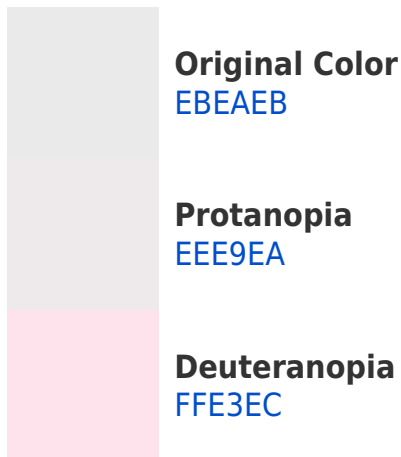 Original Color
EBEAEB
Protanopia
EEE9EA
Deuteranopia
FFE3EC